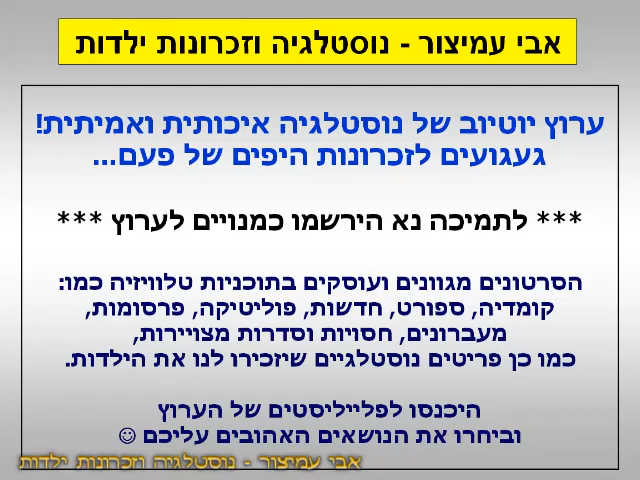 אבי עמיצור - נוסטלגיה וזכרונות ילדות
ערוץ יוטיוב של נוסטלגיה איכותית ואמיתית!
געגועים לזכרונות היפים של פעם...
*** לתמיכה נא הירשמו כמנויים לערוץ ***
הסרטונים מגוונים ועוסקים בתוכניות טלוויזיה כמו:
קומדיה, ספורט, חדשות, פוליטיקה, פרסומות,
מעברונים, חסויות וסדרות מצויירות,
כמו כן פריטים נוסטלגיים שיזכירו לנו את הילדות.
היכנסו לפלייליסטים של הערוץ
וביחרו את הנושאים האהובים עליכם ☺
אבי עמיצור - נוסטלגיה וזכרונות ילדות